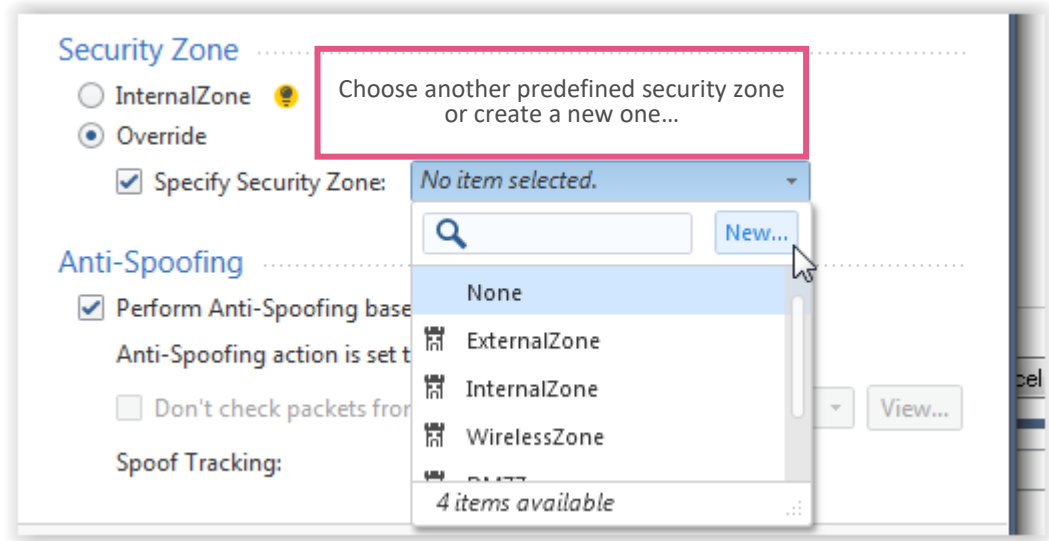 Security Zone
InternalZone
Choose another predefined security zone
or create a new one...
Override
Specify Security Zone:
No item selected.
New...
Anti-Spoofing
None
Perform Anti-Spoofing base
ExternalZone
Anti-Spoofing action is set t
InternalZone
cel
Don't check packets fror
View...
WirelessZone
Spoof Tracking:
4 items available